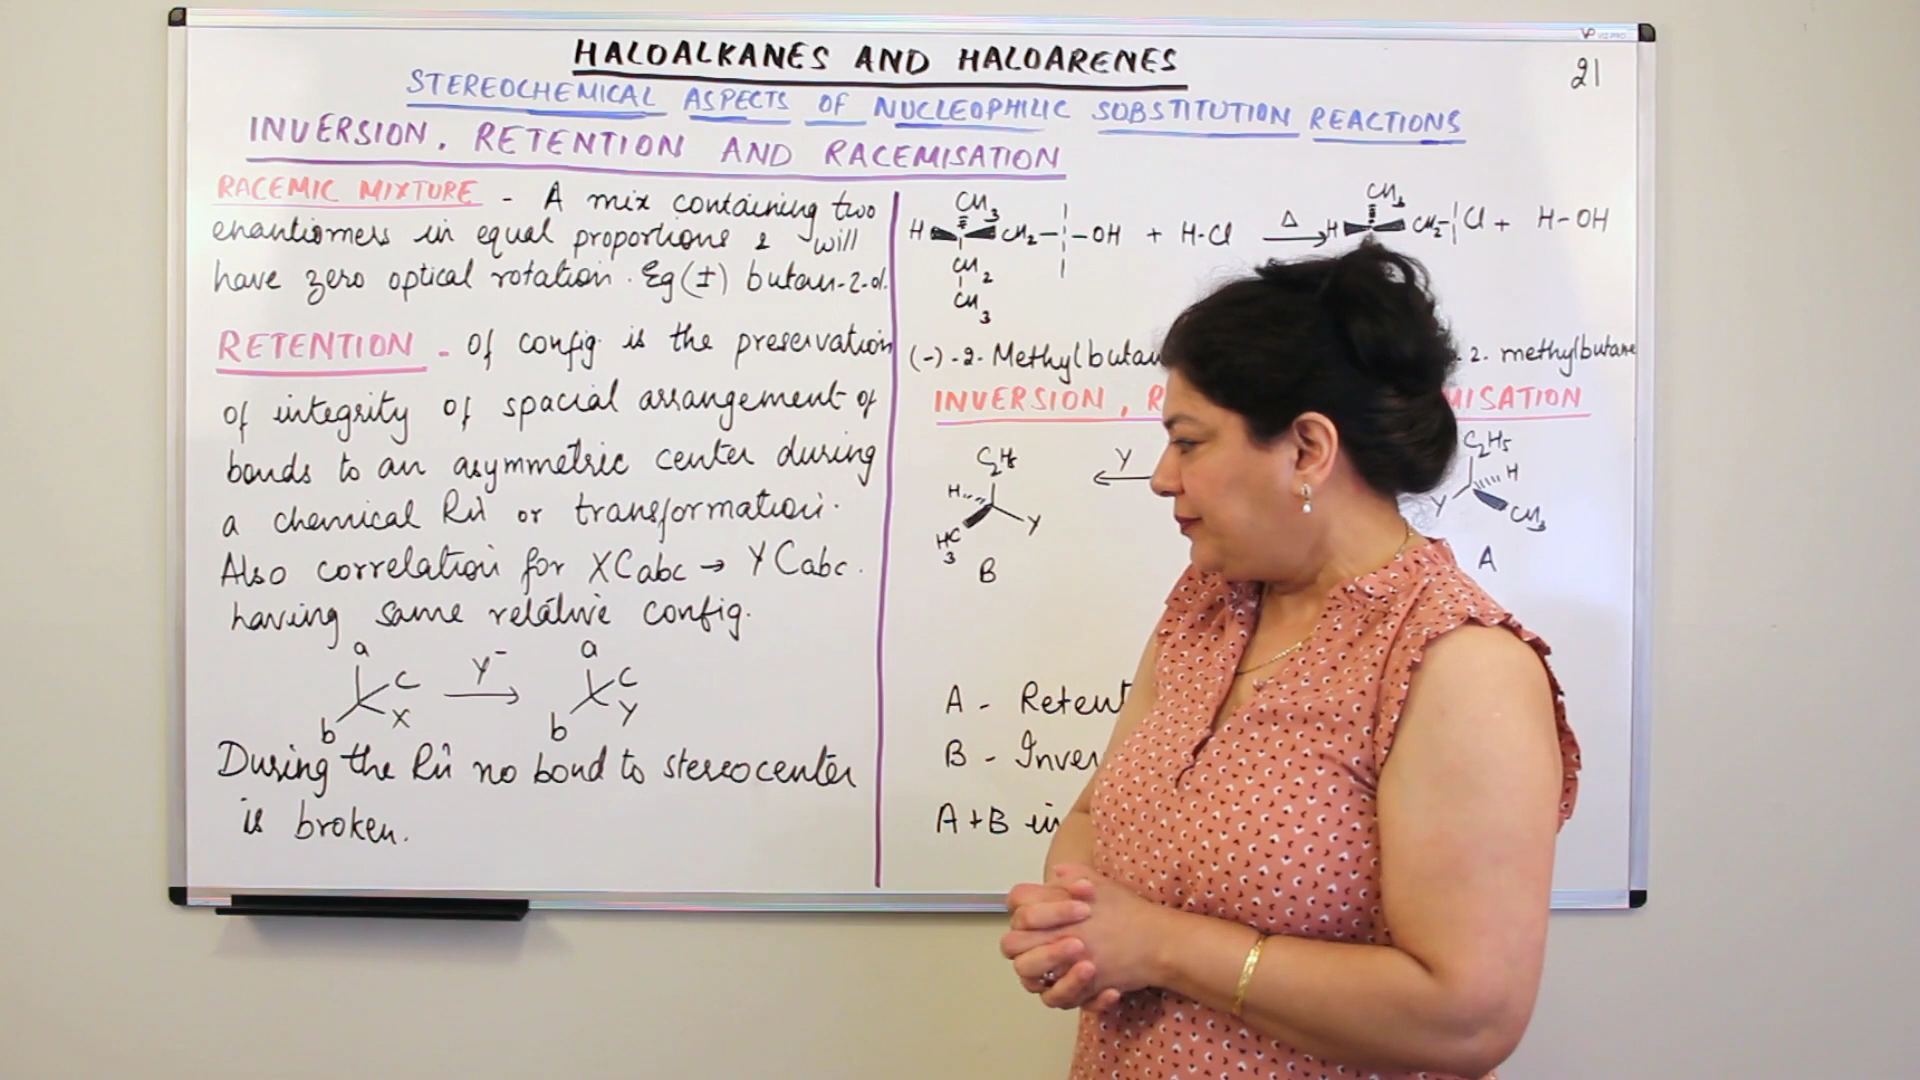 VIZ PRO
HALOALKANES AND HALOARENES
21
STEREOCHEMICAL ASPECTS OF NUCLEOPHILIC SUBSTITUTION REACTIONS
INVERSION, RETENTION AND RACEMISATION
RACEMIC MIXTURE - A mix containing two
enantiomers in equal proportions & will
have zero optical rotation. Eg (±) butan-2-ol.
RETENTION - Of config. is the preservation
of integrity of spacial arrangement of
bonds to an asymmetric center during
a chemical Rn or transformation.
Also correlation for XCabc → YCabc.
having same relative config.
a Y⁻ a
c c
b X b Y
During the Rn no bond to stereocenter
is broken.
CH3 CH3
H CH2 - OH + H-Cl Δ H CH2 Cl + H-OH
CH2
CH3
(-)-2-Methylbutan 2-methylbutane
INVERSION, R MISATION
C2H5 Y C2H5
H H
Y Y
H3C CH3
B A
A - Retent
B - Inver
A+B in